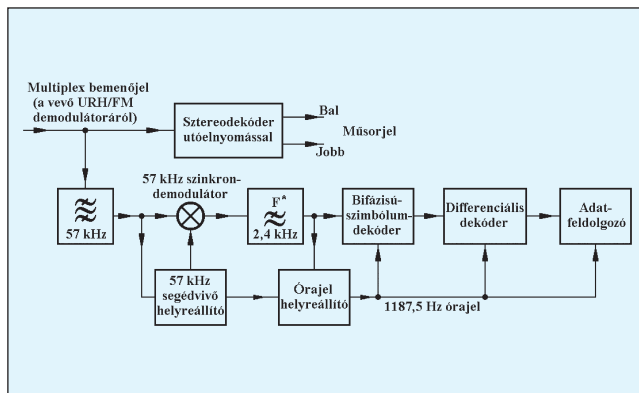 Multiplex bemenőjel
(a vevő URH/FM
demodulátoráról)
Sztereodekóder
utóelnyomással
Bal
Műsorjel
Jobb
57 kHz szinkron-
demodulátor
57 kHz
F*
2,4 kHz
Bifázisú-
szimbólum-
dekóder
Differenciális
dekóder
Adat-
feldolgozó
57 kHz
segédvivő
helyreállító
Órajel
helyreállító
1187,5 Hz órajel